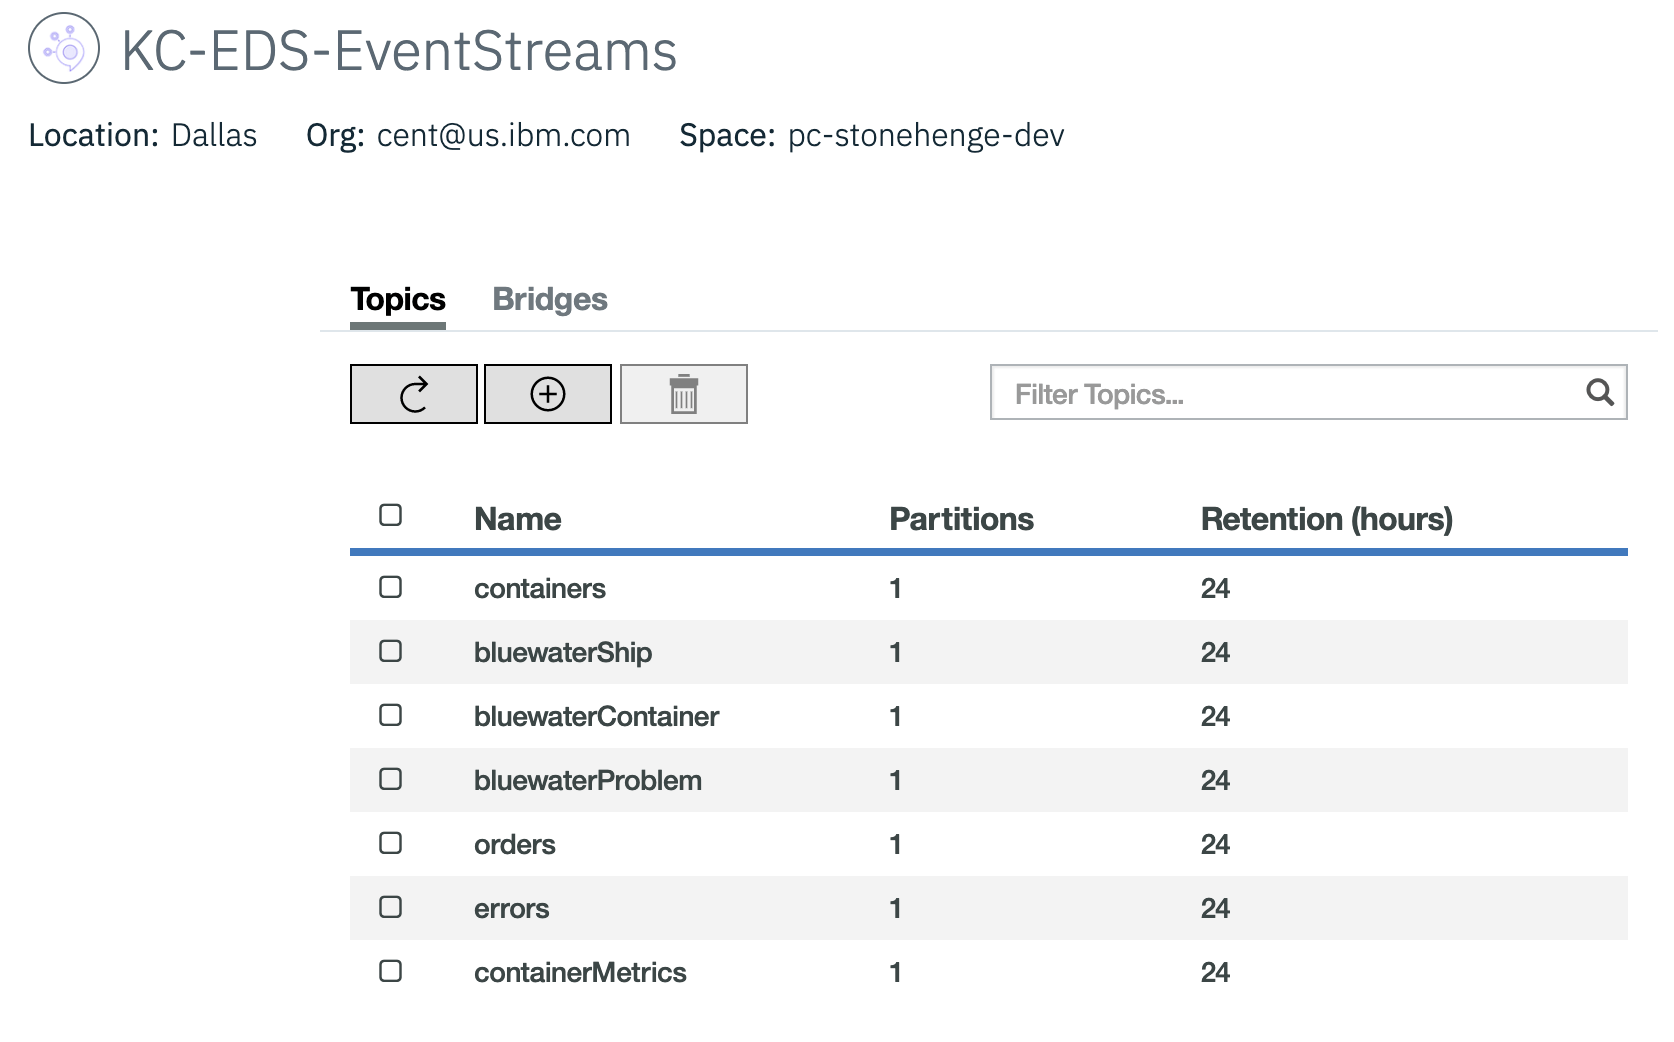 KC-EDS-EventStreams
Location: Dallas Org: cent@us.ibm.com Space: pc-stonehenge-dev
Topics Bridges
Filter Topics...
Name Partitions Retention (hours)
containers 1 24
bluewaterShip 1 24
bluewaterContainer 1 24
bluewaterProblem 1 24
orders 1 24
errors 1 24
containerMetrics 1 24